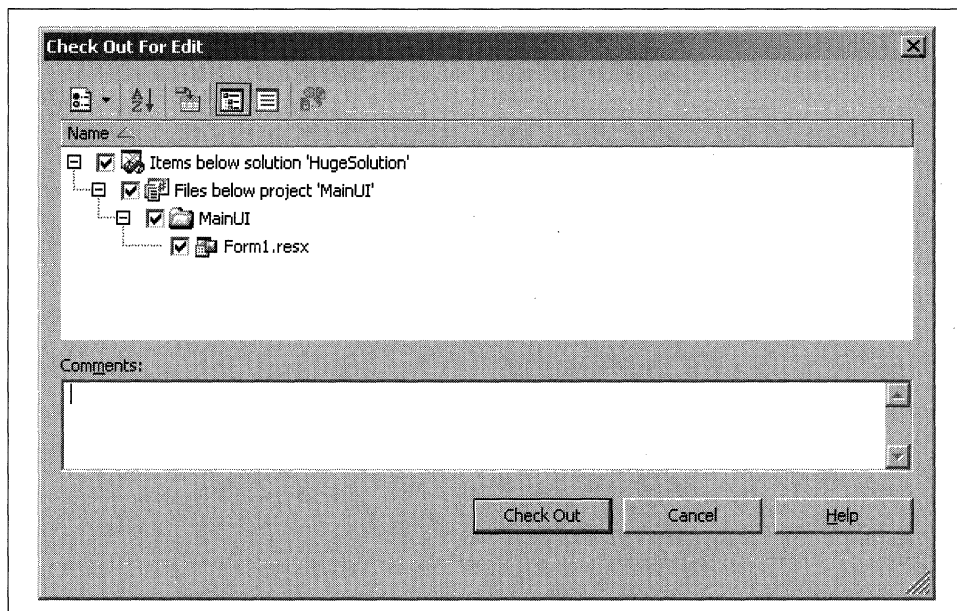 Check Out For Edit
Name
Items below solution 'HugeSolution'
Files below project 'MainUI'
MainUI
Form1.resx
Comments:
Check Out
Cancel
Help